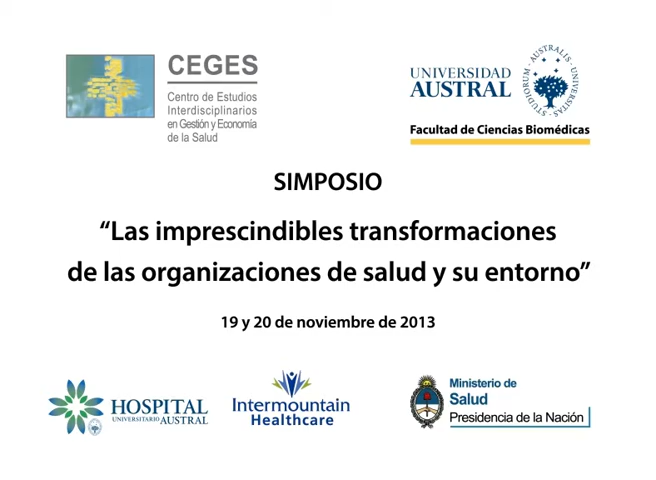 CEGES
Centro de Estudios
Interdisciplinarios
en Gestión y Economía
de la Salud
UNIVERSIDAD
AUSTRAL
STUDIORUM · UNIVERSITAS · AUSTRALIS
Facultad de Ciencias Biomédicas
SIMPOSIO
“Las imprescindibles transformaciones
de las organizaciones de salud y su entorno”
19 y 20 de noviembre de 2013
HOSPITAL
UNIVERSITARIO AUSTRAL
Intermountain
Healthcare
Ministerio de
Salud
Presidencia de la Nación